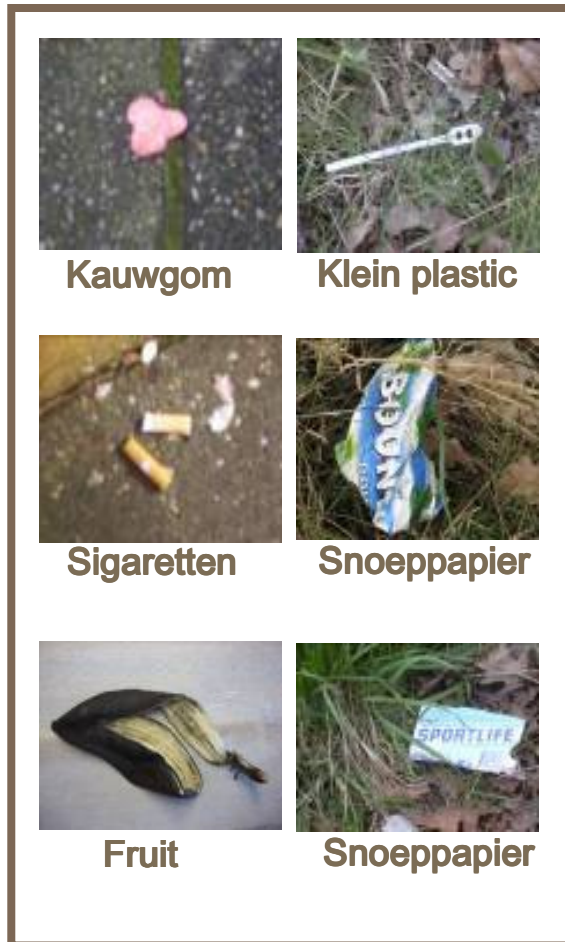 Kauwgom
Klein plastic
BOUNTY
Sigaretten
Snoeppapier
SPORTLIFE
Fruit
Snoeppapier